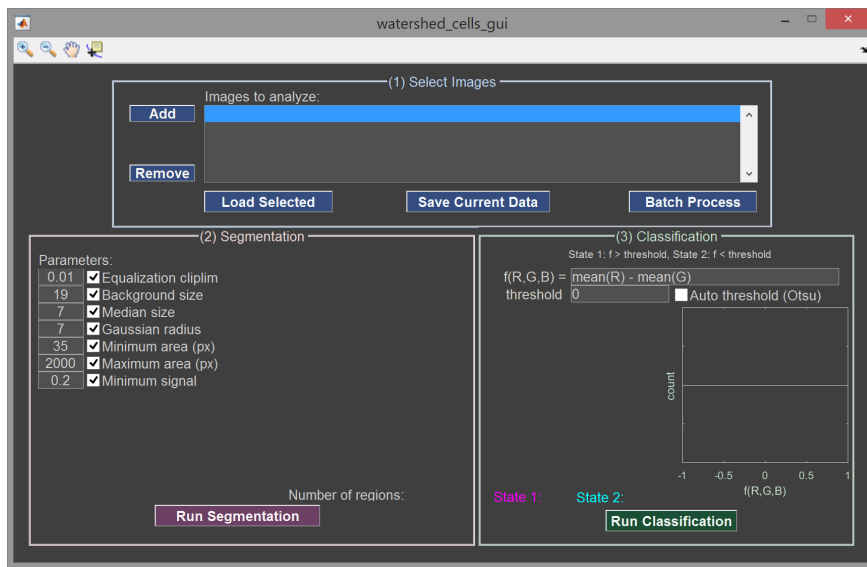 watershed_cells_gui
(1) Select Images
Images to analyze:
Add
Remove
Load Selected Save Current Data Batch Process
(2) Segmentation
Parameters:
0.01 Equalization cliplim
19 Background size
7 Median size
7 Gaussian radius
35 Minimum area (px)
2000 Maximum area (px)
0.2 Minimum signal
Number of regions:
Run Segmentation
(3) Classification
State 1: f > threshold, State 2: f < threshold
f(R,G,B) = mean(R) - mean(G)
threshold 0 Auto threshold (Otsu)
count
-1 -0.5 0 0.5 1
f(R,G,B)
State 1: State 2:
Run Classification